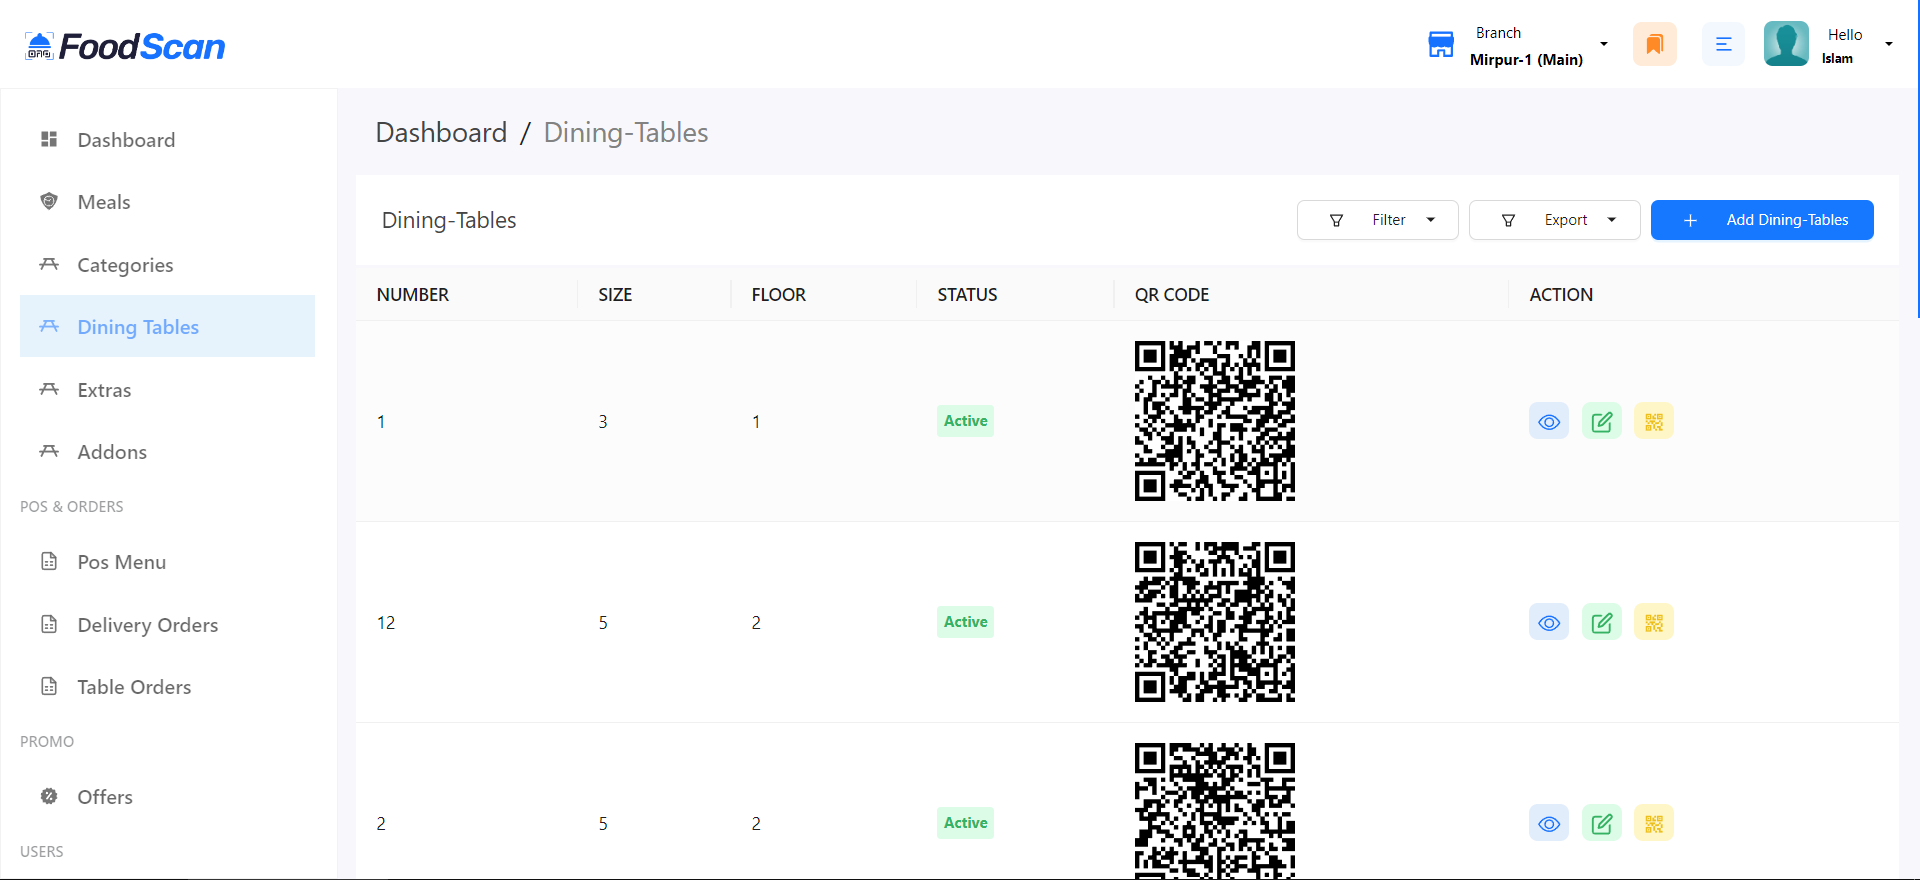 FoodScan
Branch
Mirpur-1 (Main)
Hello
Islam
Dashboard
Meals
Categories
Dining Tables
Extras
Addons
POS & ORDERS
Pos Menu
Delivery Orders
Table Orders
PROMO
Offers
USERS
Dashboard / Dining-Tables
Dining-Tables
Filter
Export
Add Dining-Tables
NUMBER SIZE FLOOR STATUS QR CODE ACTION
1 3 1 Active
12 5 2 Active
2 5 2 Active